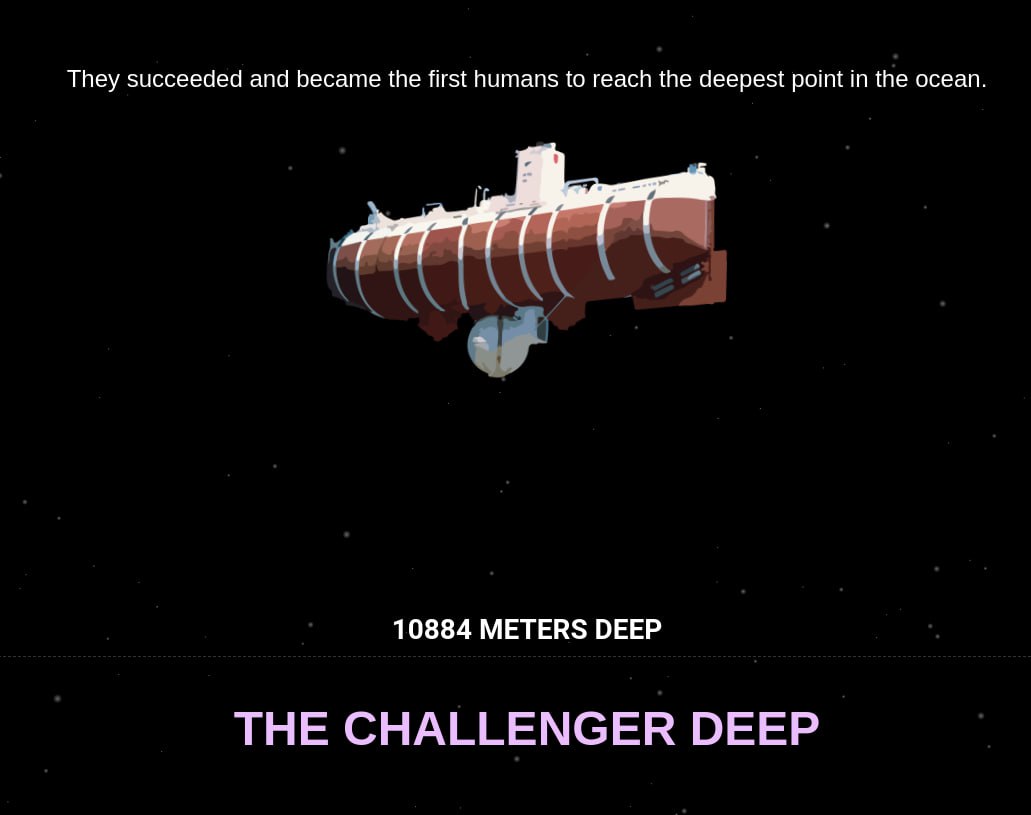 They succeeded and became the first humans to reach the deepest point in the ocean.
10884 METERS DEEP
THE CHALLENGER DEEP